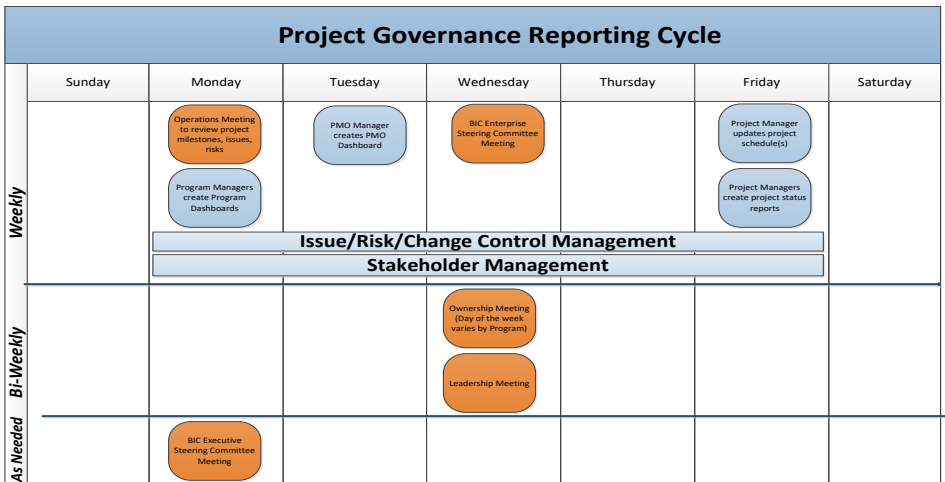 Project Governance Reporting Cycle
Sunday
Monday
Tuesday
Wednesday
Thursday
Friday
Saturday
Weekly
Operations Meeting
to review project
milestones, issues,
risks
PMO Manager
creates PMO
Dashboard
BIC Enterprise
Steering Committee
Meeting
Project Manager
updates project
schedule(s)
Program Managers
create Program
Dashboards
Project Managers
create project status
reports
Issue/Risk/Change Control Management
Stakeholder Management
Bi-Weekly
Ownership Meeting
(Day of the week
varies by Program)
Leadership Meeting
As Needed
BIC Executive
Steering Committee
Meeting